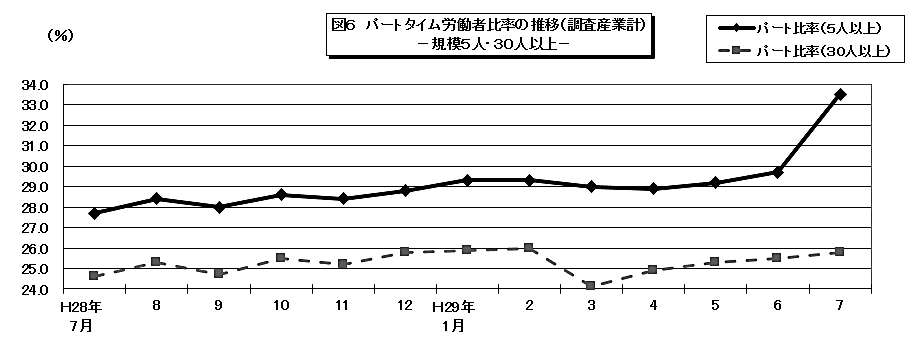 図6 パートタイム労働者比率の推移(調査産業計)
－規模5人・30人以上－
(%)
パート比率(5人以上)
パート比率(30人以上)
34.0
33.0
32.0
31.0
30.0
29.0
28.0
27.0
26.0
25.0
24.0
H28年 8 9 10 11 12 H29年 2 3 4 5 6 7
7月 1月